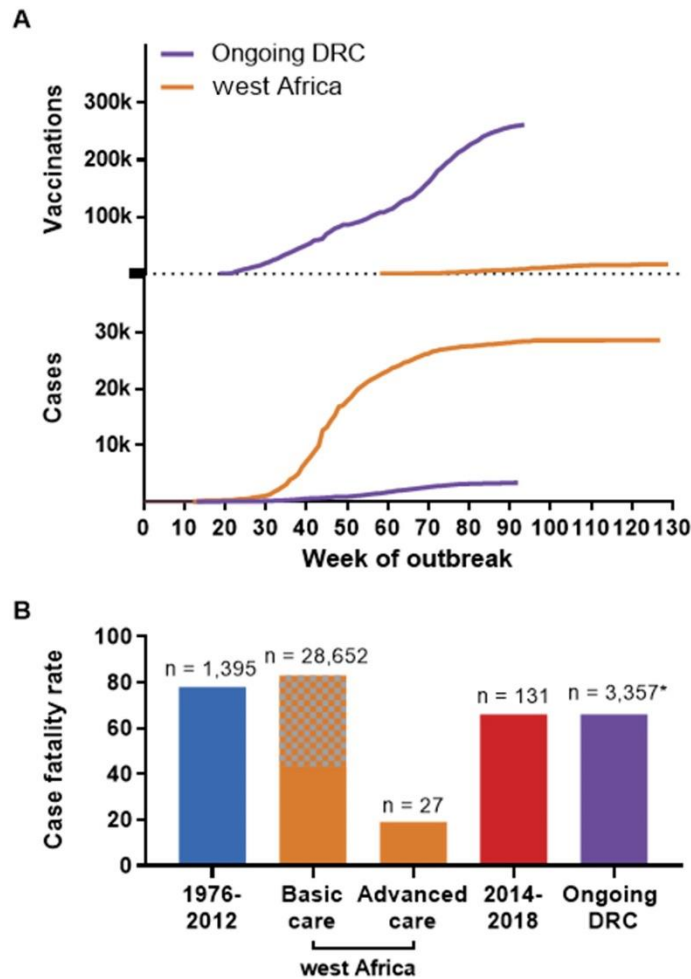 A
Ongoing DRC
west Africa
Vaccinations
300k
200k
100k
Cases
30k
20k
10k
0 10 20 30 40 50 60 70 80 90 100 110 120 130
Week of outbreak
B
Case fatality rate
100
80
60
40
20
0
n = 1,395
n = 28,652
n = 27
n = 131
n = 3,357*
1976-
2012
Basic
care
Advanced
care
2014-
2018
Ongoing
DRC
west Africa